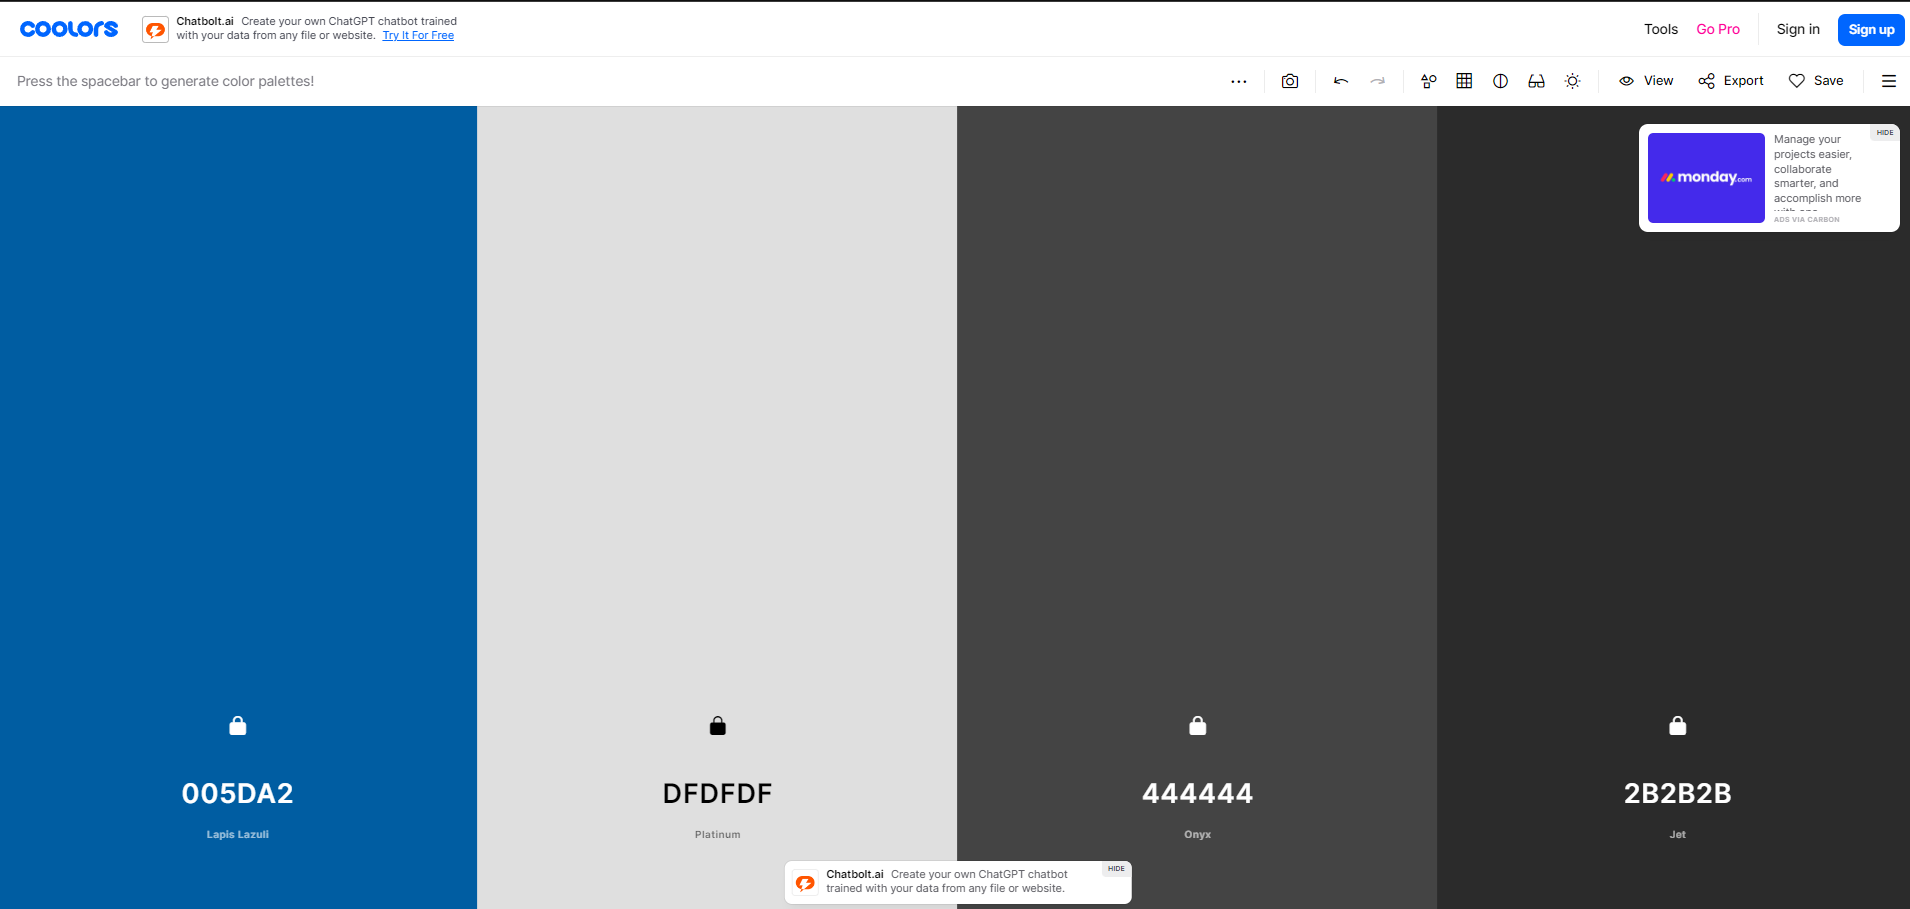 coolors
Chatbolt.ai Create your own ChatGPT chatbot trained
with your data from any file or website. Try It For Free
Tools
Go Pro
Sign in
Sign up
Press the spacebar to generate color palettes!
View
Export
Save
HIDE
monday.com
Manage your
projects easier,
collaborate
smarter, and
accomplish more
ADS VIA CARBON
005DA2
Lapis Lazuli
DFDFDF
Platinum
444444
Onyx
2B2B2B
Jet
Chatbolt.ai Create your own ChatGPT chatbot
trained with your data from any file or website.
HIDE